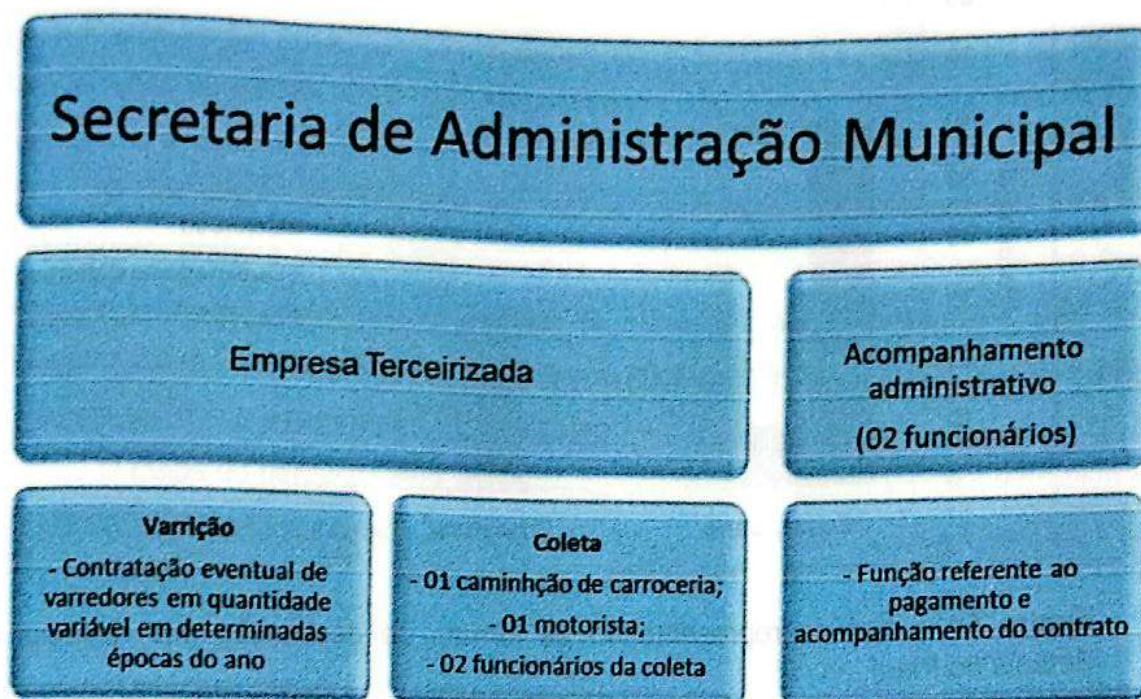 Secretaria de Administração Municipal
Empresa Terceirizada
Acompanhamento
administrativo
(02 funcionários)
Varrição
- Contratação eventual de
varredores em quantidade
variável em determinadas
épocas do ano
Coleta
- 01 caminhção de carroceria;
- 01 motorista;
- 02 funcionários da coleta
- Função referente ao
pagamento e
acompanhamento do contrato